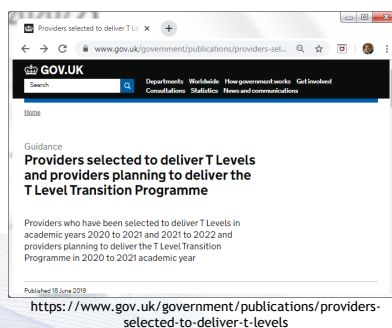 2020/21
Providers selected to deliver T Le
www.gov.uk/government/publications/providers-sel...
GOV.UK
Search
Departments Worldwide How government works Get involved
Consultations Statistics News and communications
Home
Guidance
Providers selected to deliver T Levels
and providers planning to deliver the
T Level Transition Programme
Providers who have been selected to deliver T Levels in
academic years 2020 to 2021 and 2021 to 2022 and
providers planning to deliver the T Level Transition
Programme in 2020 to 2021 academic year
Published 18 June 2019
https://www.gov.uk/government/publications/providers-
selected-to-deliver-t-levels